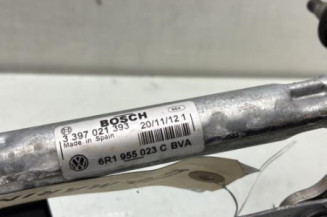 BOSCH
3 397 021 393 20/11/12 1
Made in Spain
6R1 955 023 C BVA